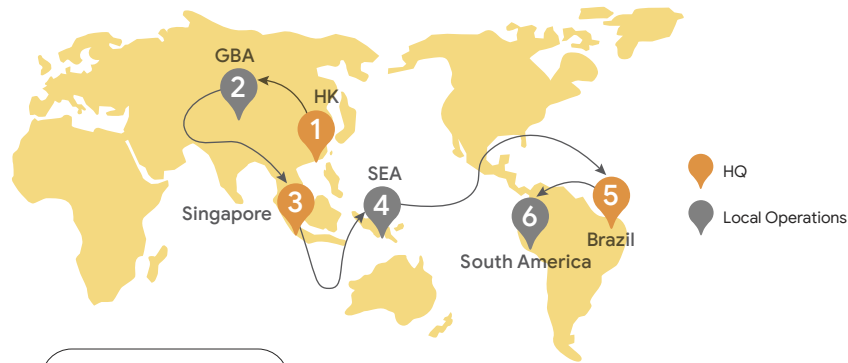 GBA
2
HK
1
SEA
3
4
Singapore
5
6
Brazil
South America
HQ
Local Operations